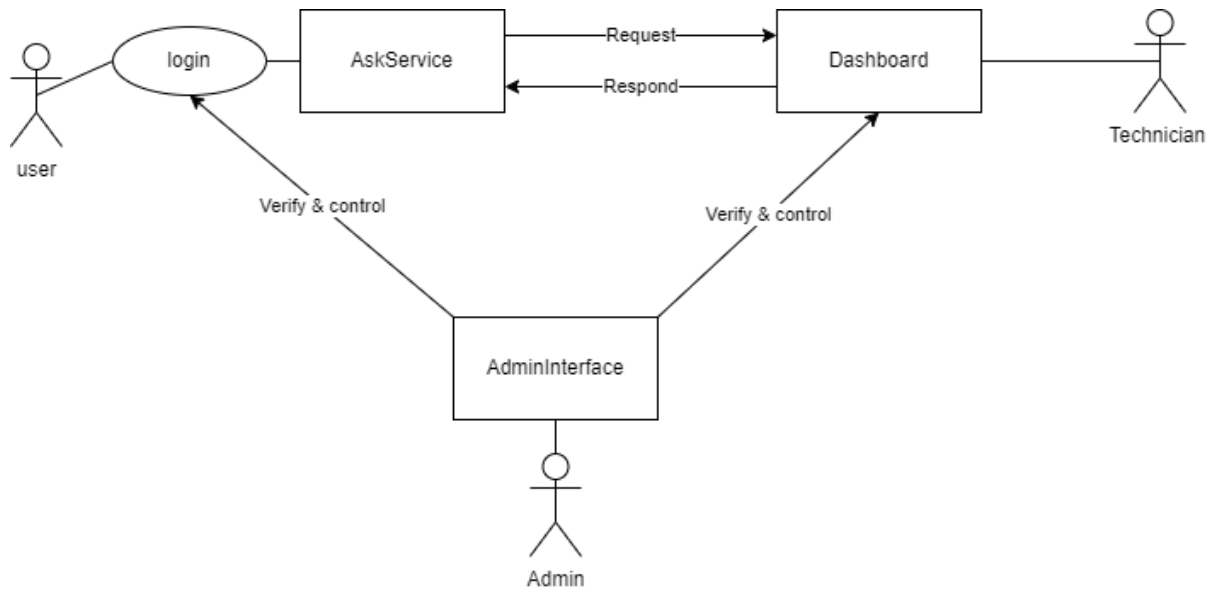 login
AskService
Request
Respond
Dashboard
user
Technician
Verify & control
Verify & control
AdminInterface
Admin